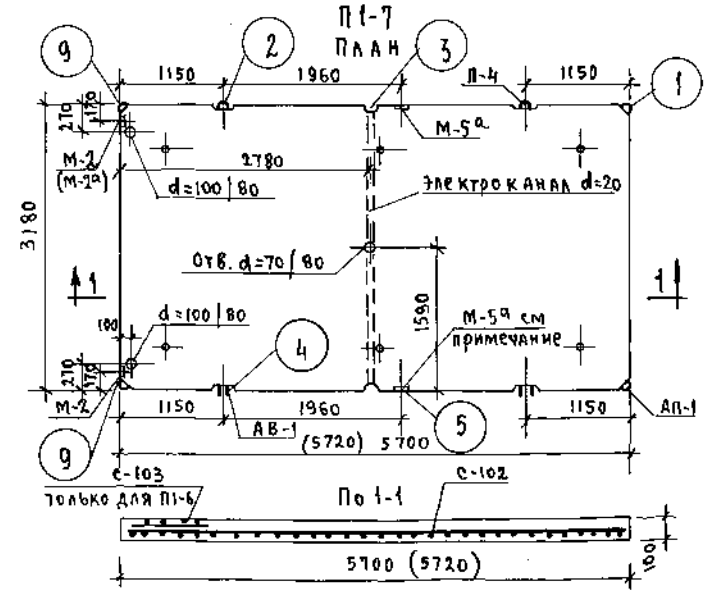 П1-7
ПЛАН
9
2
3
1
1150
1960
П-4
1150
М-5ª
270
170
М-2
(М-2ª)
2780
d=100/80
ЭЛЕКТРОКАНАЛ d=20
3180
ОТВ. d=70/80
1
1
1590
d=100/80
М-5ª см
примечание
100
4
270
170
М-2
1150
1960
1150
АП-1
АВ-1
5
(5720) 5700
9
С-103
только для П1-6
По 1-1
С-102
100
5700 (5720)